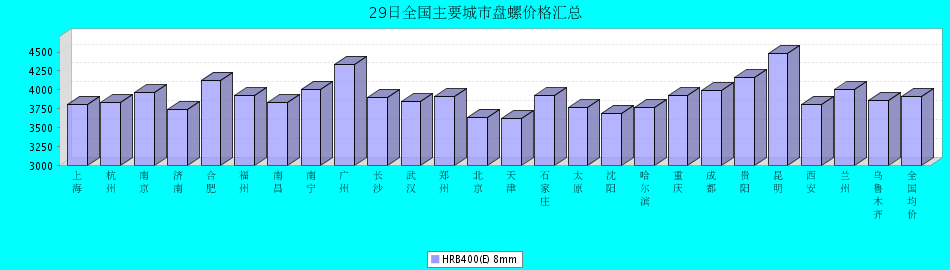 29日全国主要城市盘螺价格汇总
4500
4250
4000
3750
3500
3250
3000
上海
杭州
南京
济南
合肥
福州
南昌
南宁
广州
长沙
武汉
郑州
北京
天津
石家庄
太原
沈阳
哈尔滨
重庆
成都
贵阳
昆明
西安
兰州
乌鲁木齐
全国均价
HRB400(E) 8mm